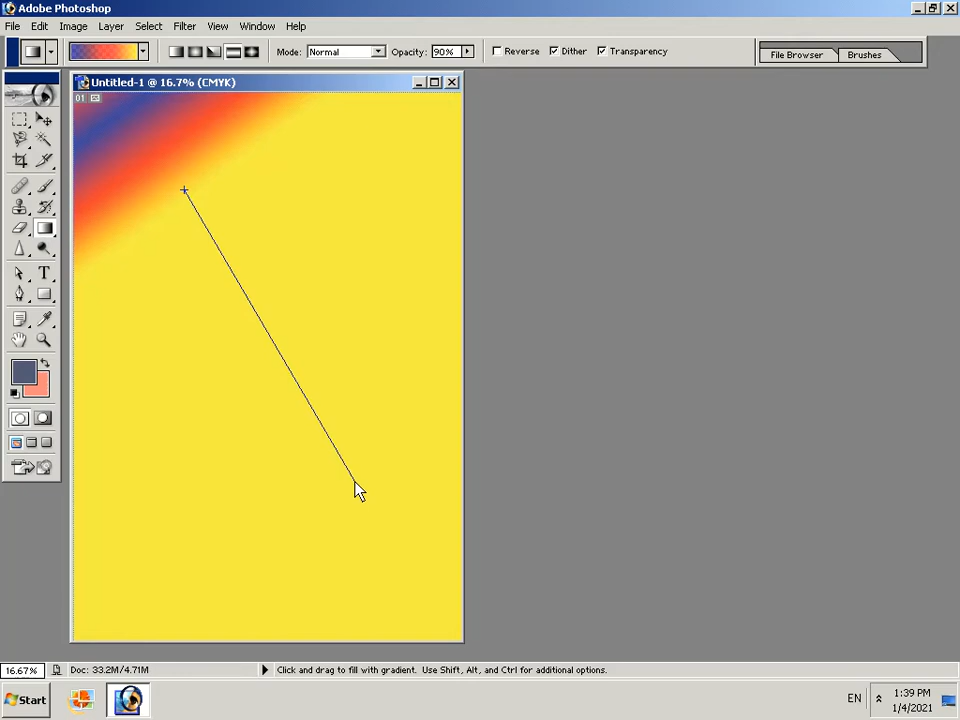 Adobe Photoshop
File Edit Image Layer Select Filter View Window Help
Mode: Normal Opacity: 90% Reverse Dither Transparency File Browser Brushes
Untitled-1 @ 16.7% (CMYK)
01
T
16.67% Doc: 33.2M/4.71M Click and drag to fill with gradient. Use Shift, Alt, and Ctrl for additional options.
Start EN 1:39 PM
1/4/2021